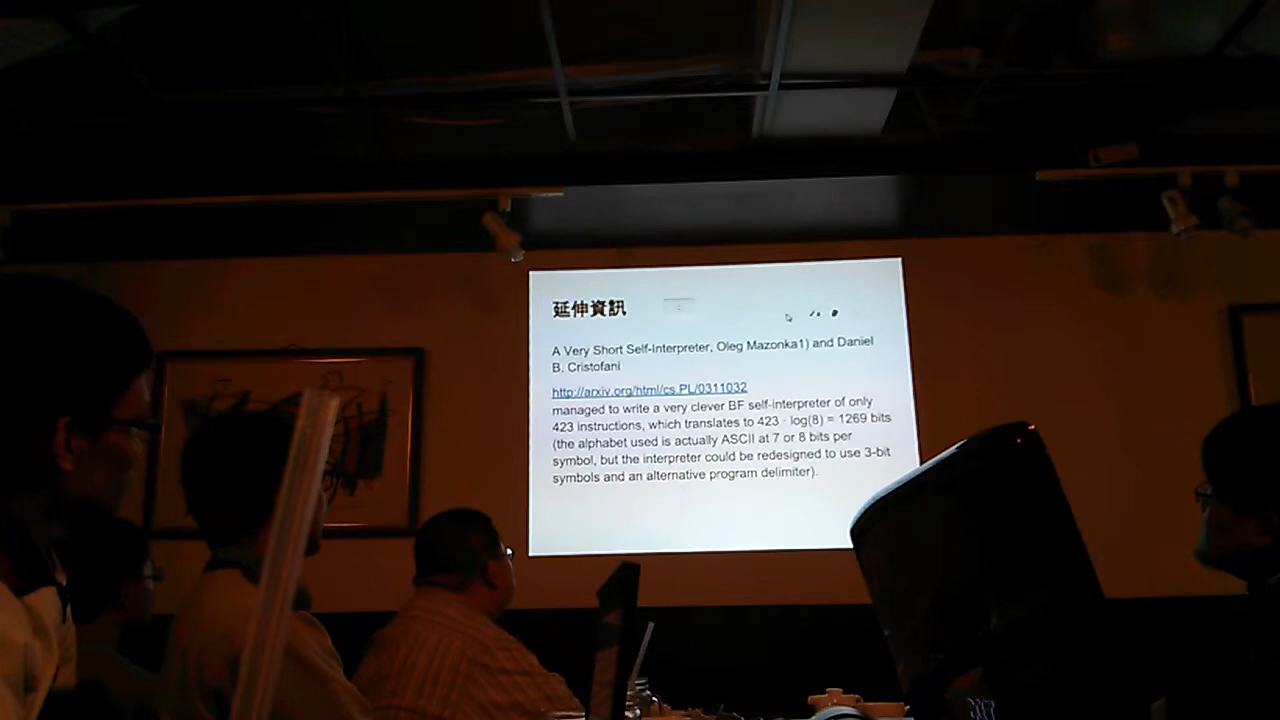 延伸資訊
A Very Short Self-Interpreter, Oleg Mazonka1) and Daniel
B. Cristofani
http://arxiv.org/html/cs.PL/0311032
managed to write a very clever BF self-interpreter of only
423 instructions, which translates to 423 · log(8) = 1269 bits
(the alphabet used is actually ASCII at 7 or 8 bits per
symbol, but the interpreter could be redesigned to use 3-bit
symbols and an alternative program delimiter).